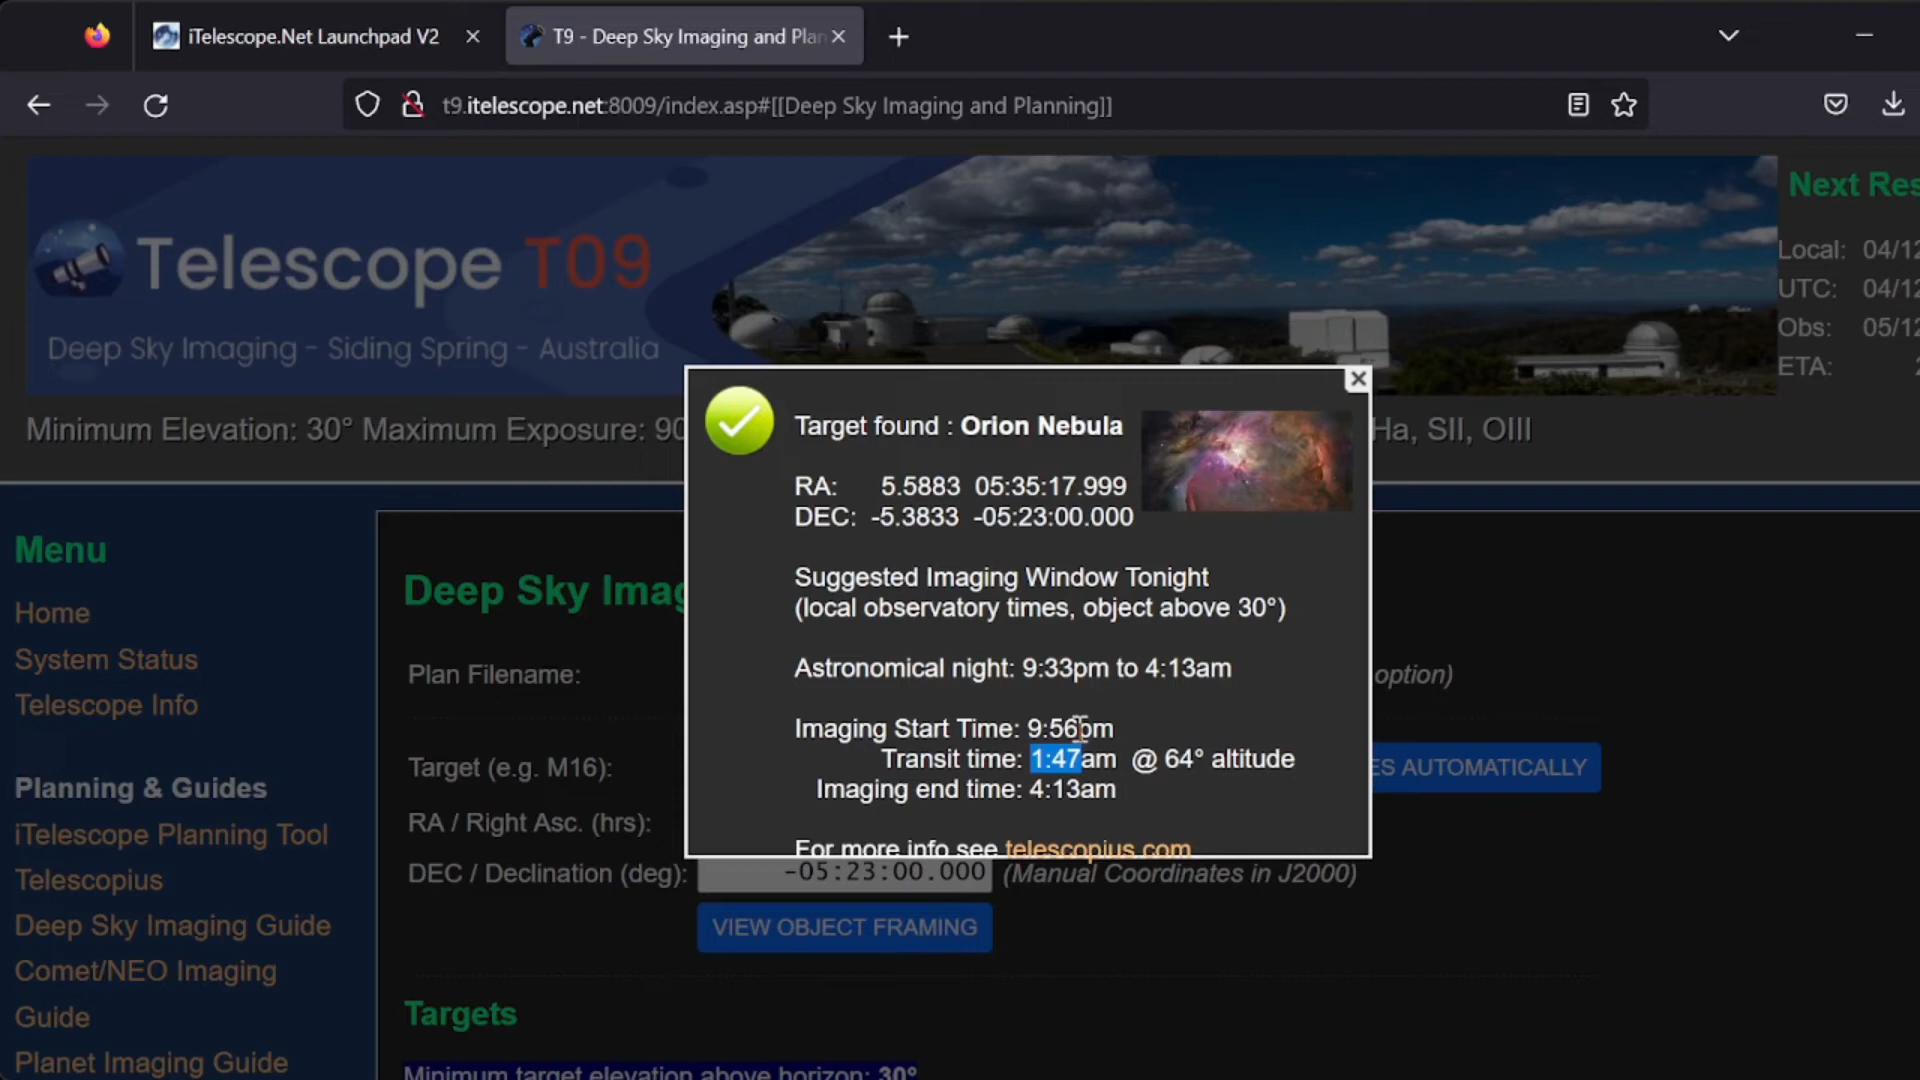 iTelescope.Net Launchpad V2
T9 - Deep Sky Imaging and Plan
t9.itelescope.net:8009/index.asp#[[Deep Sky Imaging and Planning]]
Telescope T09
Deep Sky Imaging - Siding Spring - Australia
Next Res
Local: 04/12
UTC: 04/12
Obs: 05/12
ETA: 2
Minimum Elevation: 30° Maximum Exposure: 90
Ha, SII, OIII
Target found : Orion Nebula
RA: 5.5883 05:35:17.999
DEC: -5.3833 -05:23:00.000
Suggested Imaging Window Tonight
(local observatory times, object above 30°)
Astronomical night: 9:33pm to 4:13am
Imaging Start Time: 9:56pm
Transit time: 1:47am @ 64° altitude
Imaging end time: 4:13am
For more info see telescopius.com
Menu
Home
System Status
Telescope Info
Planning & Guides
iTelescope Planning Tool
Telescopius
Deep Sky Imaging Guide
Comet/NEO Imaging
Guide
Planet Imaging Guide
Deep Sky Imag
Plan Filename:
option)
Target (e.g. M16):
ES AUTOMATICALLY
RA / Right Asc. (hrs):
DEC / Declination (deg): -05:23:00.000 (Manual Coordinates in J2000)
VIEW OBJECT FRAMING
Targets
Minimum target elevation above horizon: 30°